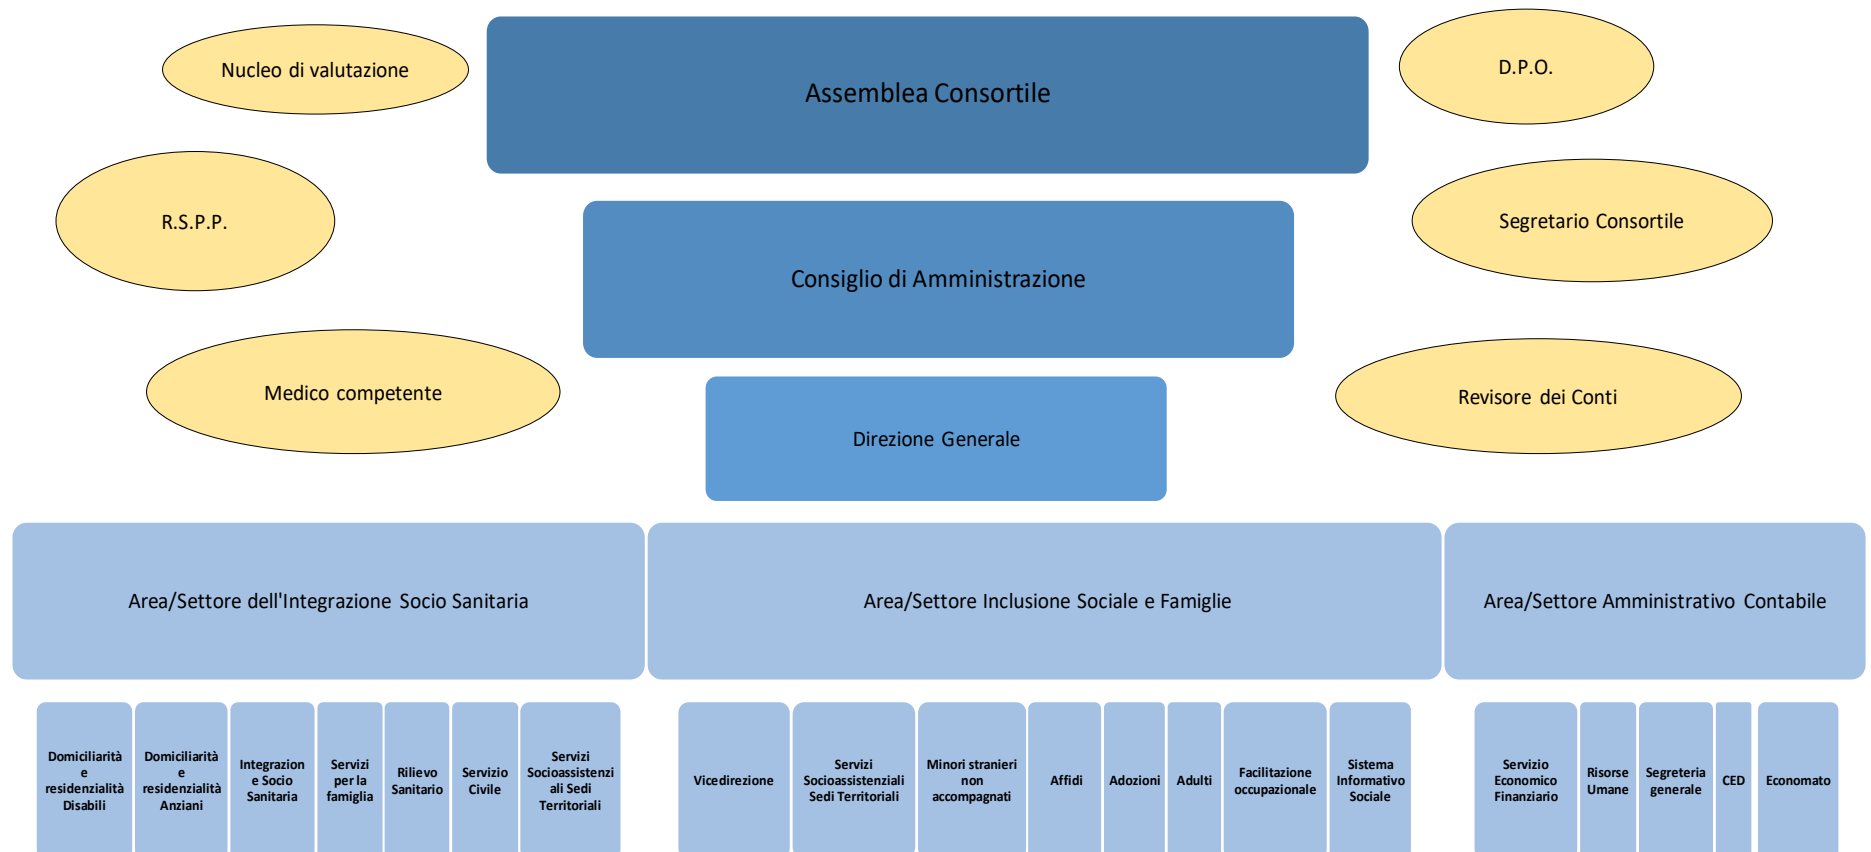 Nucleo di valutazione
Assemblea Consortile
D.P.O.
R.S.P.P.
Segretario Consortile
Consiglio di Amministrazione
Medico competente
Revisore dei Conti
Direzione Generale
Area/Settore dell'Integrazione Socio Sanitaria
Area/Settore Inclusione Sociale e Famiglie
Area/Settore Amministrativo Contabile
Domiciliarità
e
residenzialità
Disabili
Domiciliarità
e
residenzialità
Anziani
Integrazion
e Socio
Sanitaria
Servizi
per la
famiglia
Rilievo
Sanitario
Servizio
Civile
Servizi
Socioassistenzi
ali Sedi
Territoriali
Vicedirezione
Servizi
Socioassistenziali
Sedi Territoriali
Minori stranieri
non
accompagnati
Affidi
Adozioni
Adulti
Facilitazione
occupazionale
Sistema
Informativo
Sociale
Servizio
Economico
Finanziario
Risorse
Umane
Segreteria
generale
CED
Economato